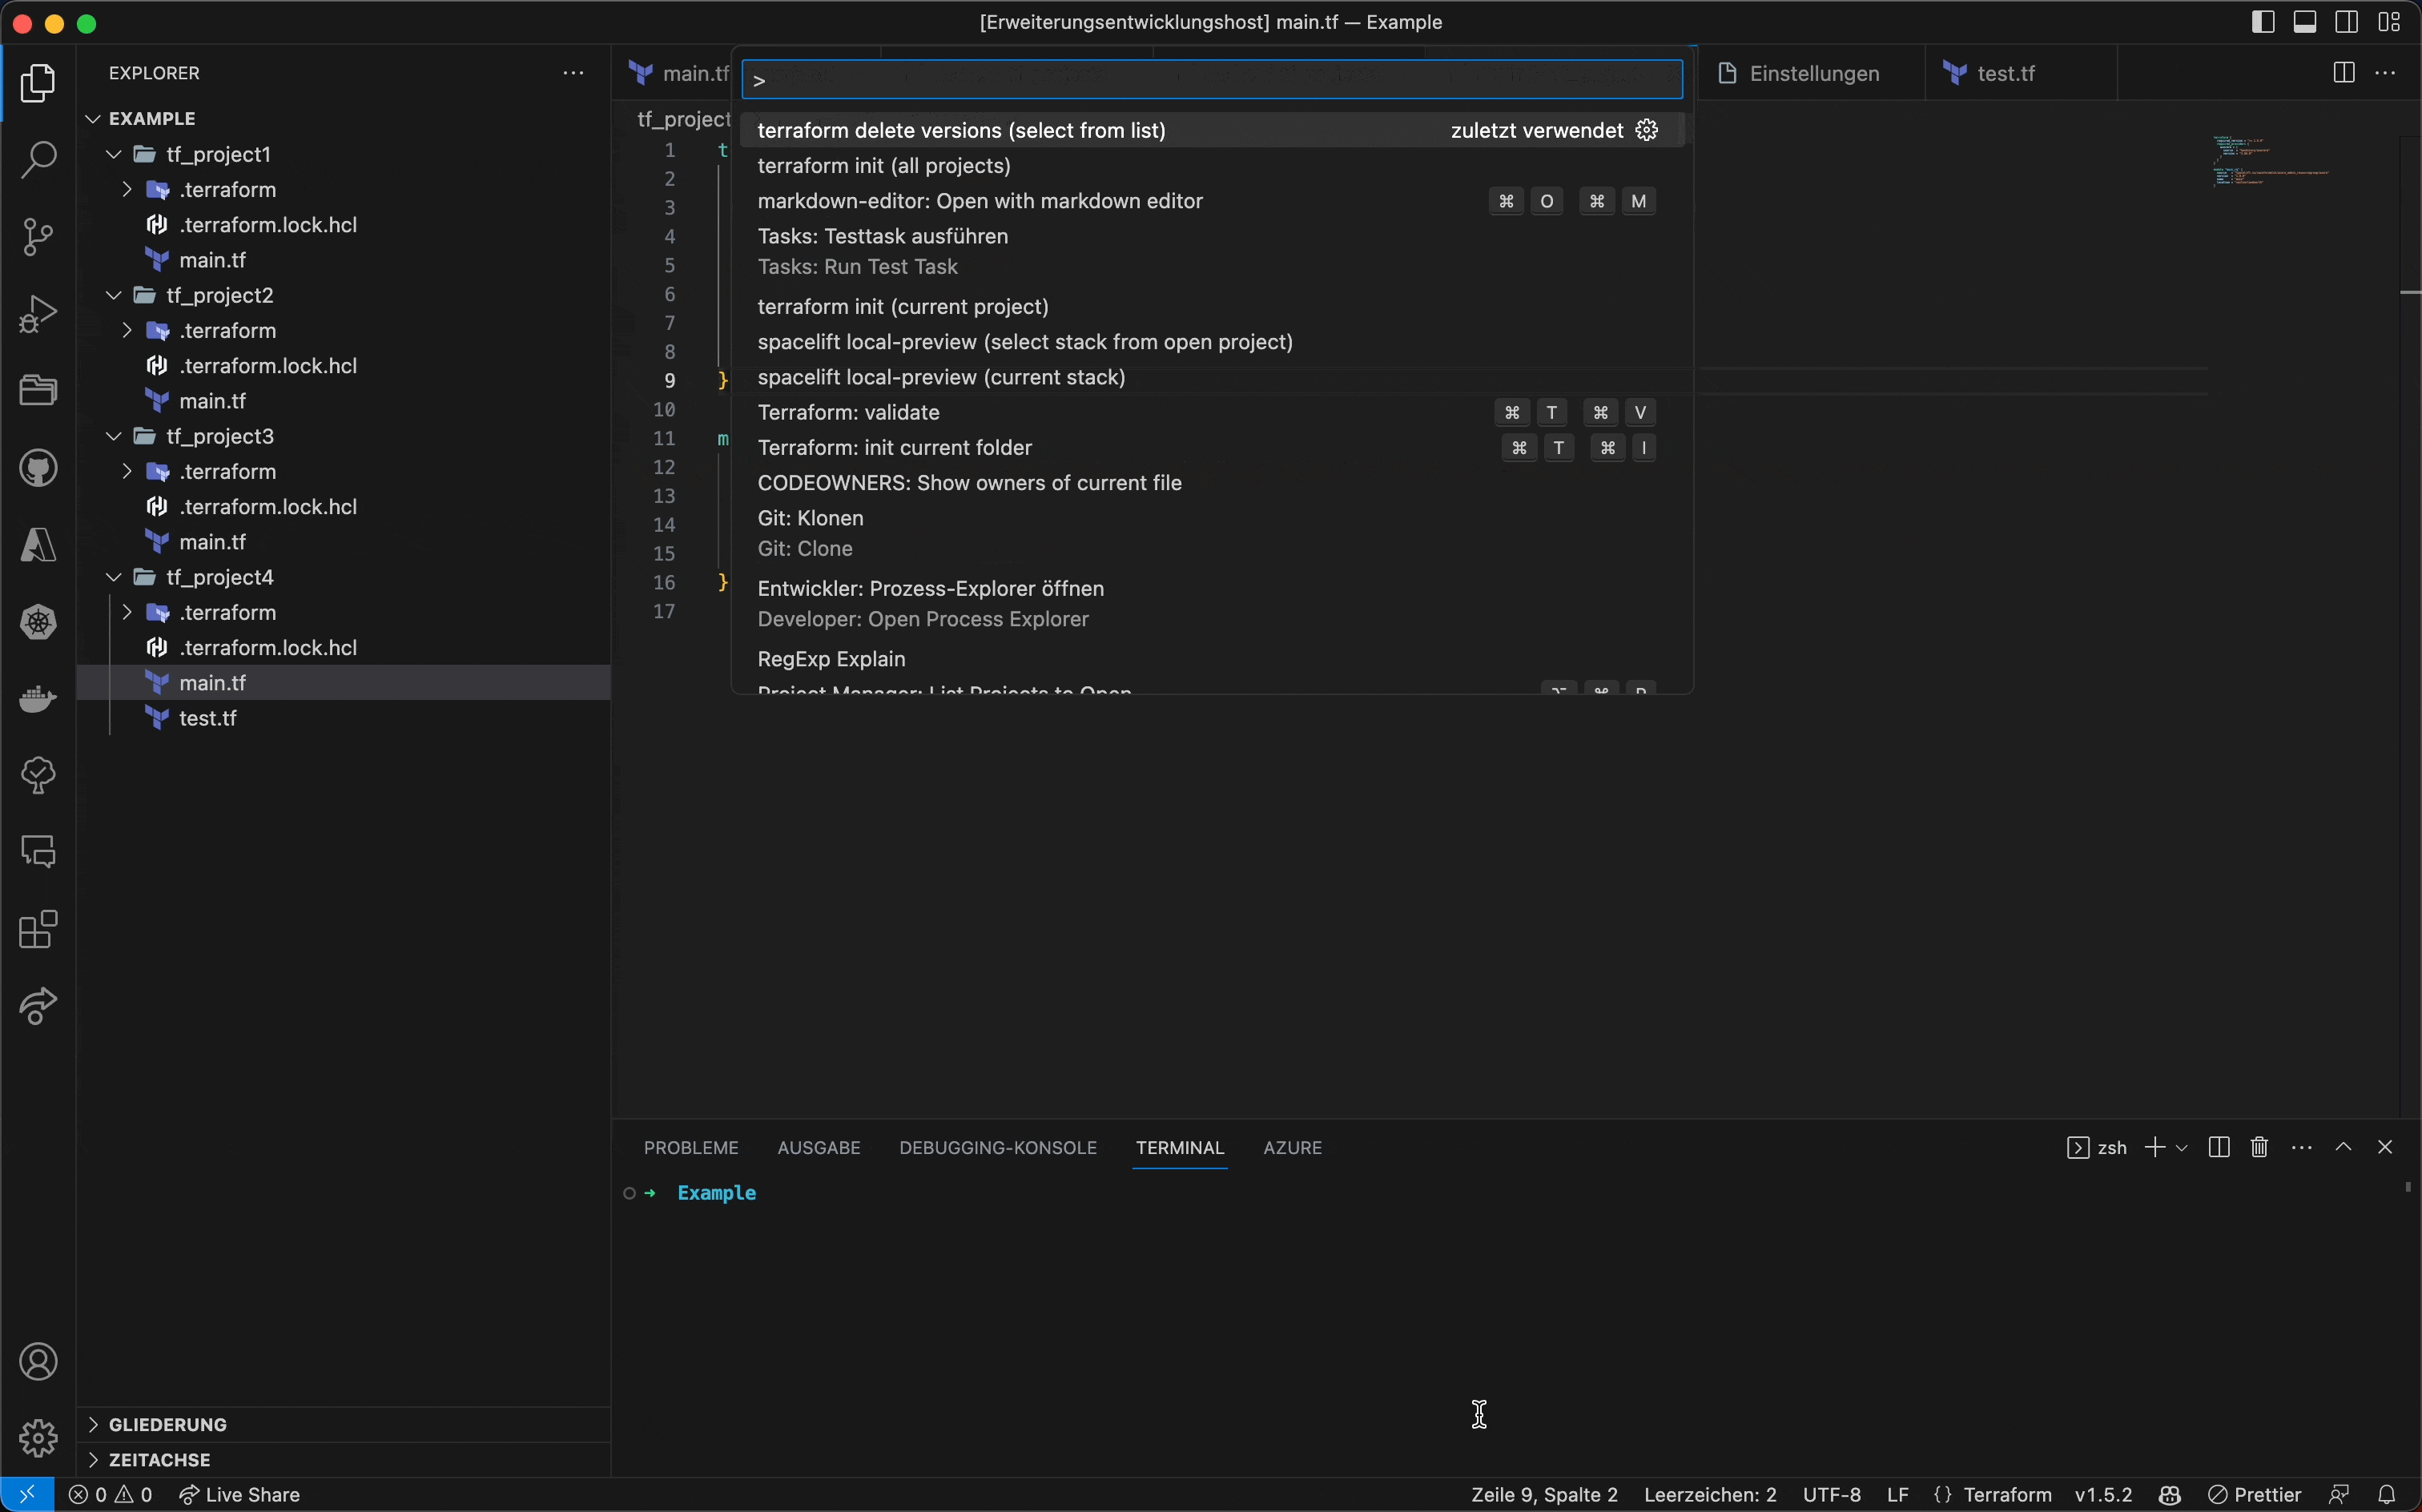 [Erweiterungsentwicklungshost] main.tf — Example
EXPLORER
EXAMPLE
tf_project1
.terraform
.terraform.lock.hcl
main.tf
tf_project2
.terraform
.terraform.lock.hcl
main.tf
tf_project3
.terraform
.terraform.lock.hcl
main.tf
tf_project4
.terraform
.terraform.lock.hcl
main.tf
test.tf
GLIEDERUNG
ZEITACHSE
main.tf
Einstellungen
test.tf
tf_project
1 t
2
3
4
5
6
7
8
9 }
10
11 m
12
13
14
15
16 }
17
>
terraform delete versions (select from list) zuletzt verwendet
terraform init (all projects)
markdown-editor: Open with markdown editor ⌘ O ⌘ M
Tasks: Testtask ausführen
Tasks: Run Test Task
terraform init (current project)
spacelift local-preview (select stack from open project)
spacelift local-preview (current stack)
Terraform: validate ⌘ T ⌘ V
Terraform: init current folder ⌘ T ⌘ I
CODEOWNERS: Show owners of current file
Git: Klonen
Git: Clone
Entwickler: Prozess-Explorer öffnen
Developer: Open Process Explorer
RegExp Explain
Project Manager: List Projects to Open ⌥ ⌘ P
PROBLEME AUSGABE DEBUGGING-KONSOLE TERMINAL AZURE
zsh
➜ Example
0 0 Live Share
Zeile 9, Spalte 2 Leerzeichen: 2 UTF-8 LF {} Terraform v1.5.2 Prettier